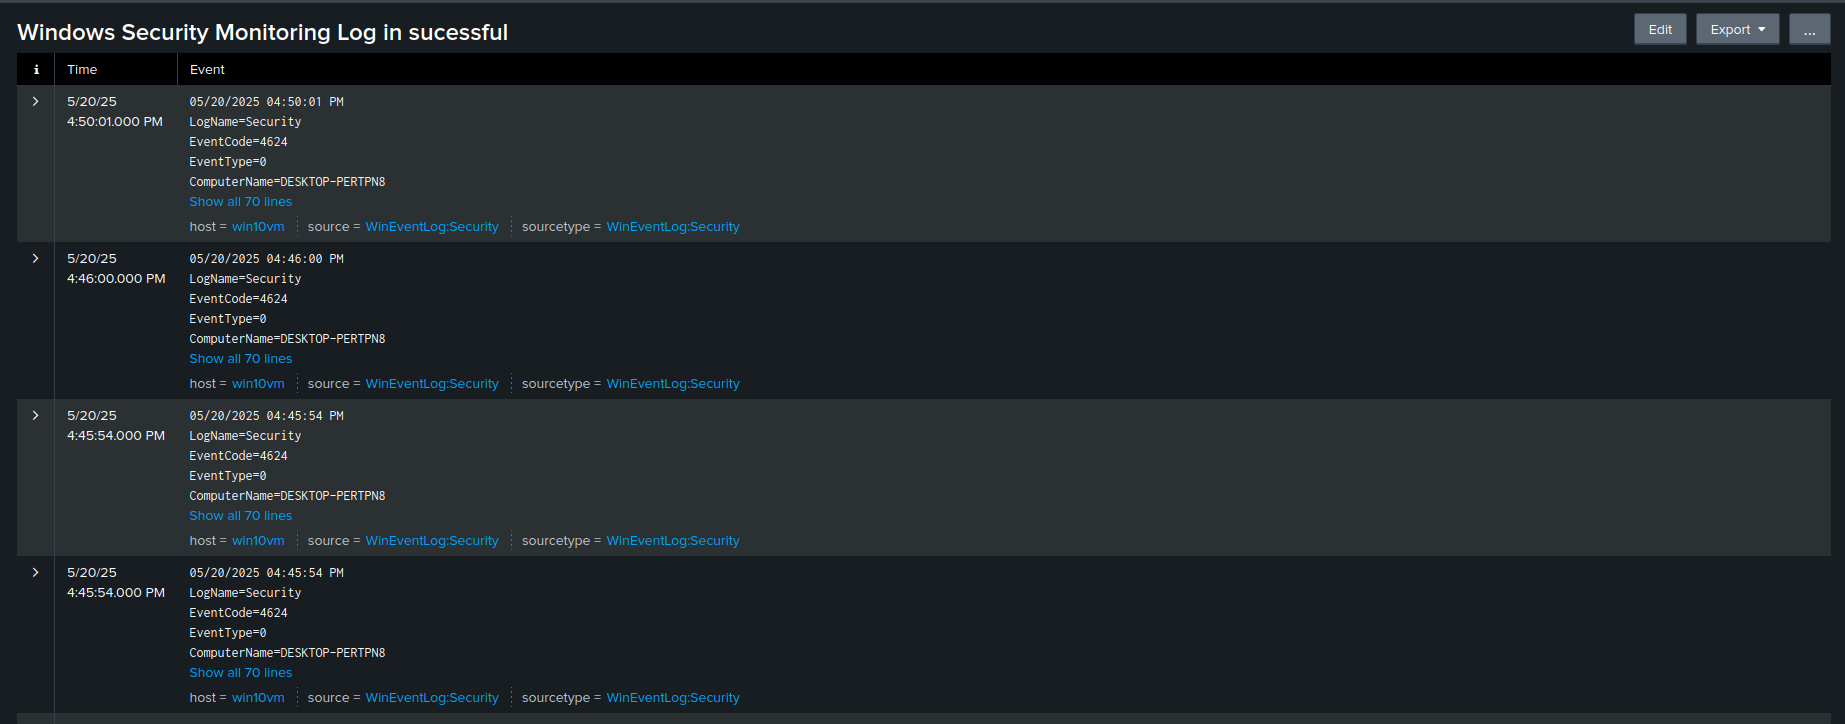 Windows Security Monitoring Log in sucessful
Edit Export ...
i Time Event
5/20/25 05/20/2025 04:50:01 PM
4:50:01.000 PM LogName=Security
EventCode=4624
EventType=0
ComputerName=DESKTOP-PERTPN8
Show all 70 lines
host = win10vm source = WinEventLog:Security sourcetype = WinEventLog:Security
5/20/25 05/20/2025 04:46:00 PM
4:46:00.000 PM LogName=Security
EventCode=4624
EventType=0
ComputerName=DESKTOP-PERTPN8
Show all 70 lines
host = win10vm source = WinEventLog:Security sourcetype = WinEventLog:Security
5/20/25 05/20/2025 04:45:54 PM
4:45:54.000 PM LogName=Security
EventCode=4624
EventType=0
ComputerName=DESKTOP-PERTPN8
Show all 70 lines
host = win10vm source = WinEventLog:Security sourcetype = WinEventLog:Security
5/20/25 05/20/2025 04:45:54 PM
4:45:54.000 PM LogName=Security
EventCode=4624
EventType=0
ComputerName=DESKTOP-PERTPN8
Show all 70 lines
host = win10vm source = WinEventLog:Security sourcetype = WinEventLog:Security